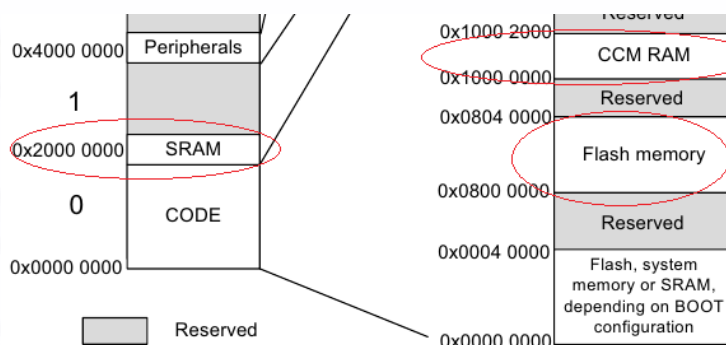 0x4000 0000
Peripherals
1
0x2000 0000
SRAM
0
CODE
0x0000 0000
Reserved
Reserved
0x1000 2000
CCM RAM
0x1000 0000
Reserved
0x0804 0000
Flash memory
0x0800 0000
Reserved
0x0004 0000
Flash, system
memory or SRAM,
depending on BOOT
configuration
0x0000 0000